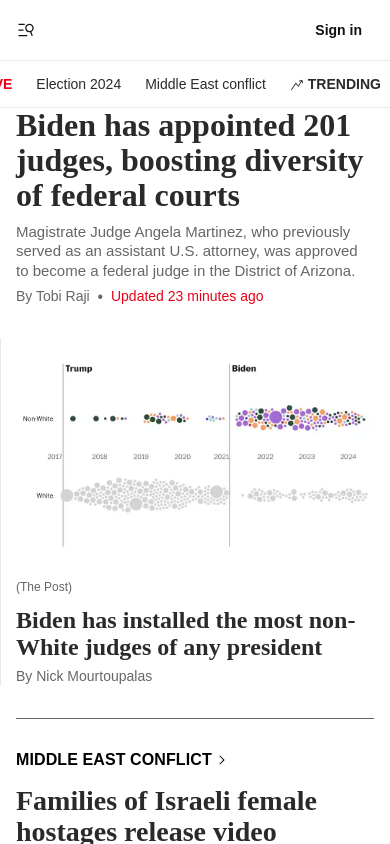 Sign in
VE Election 2024 Middle East conflict TRENDING
Biden has appointed 201
judges, boosting diversity
of federal courts
Magistrate Judge Angela Martinez, who previously
served as an assistant U.S. attorney, was approved
to become a federal judge in the District of Arizona.
By Tobi Raji • Updated 23 minutes ago
Trump Biden
Non-White
2017 2018 2019 2020 2021 2022 2023 2024
White
(The Post)
Biden has installed the most non-
White judges of any president
By Nick Mourtoupalas
MIDDLE EAST CONFLICT
Families of Israeli female
hostages release video